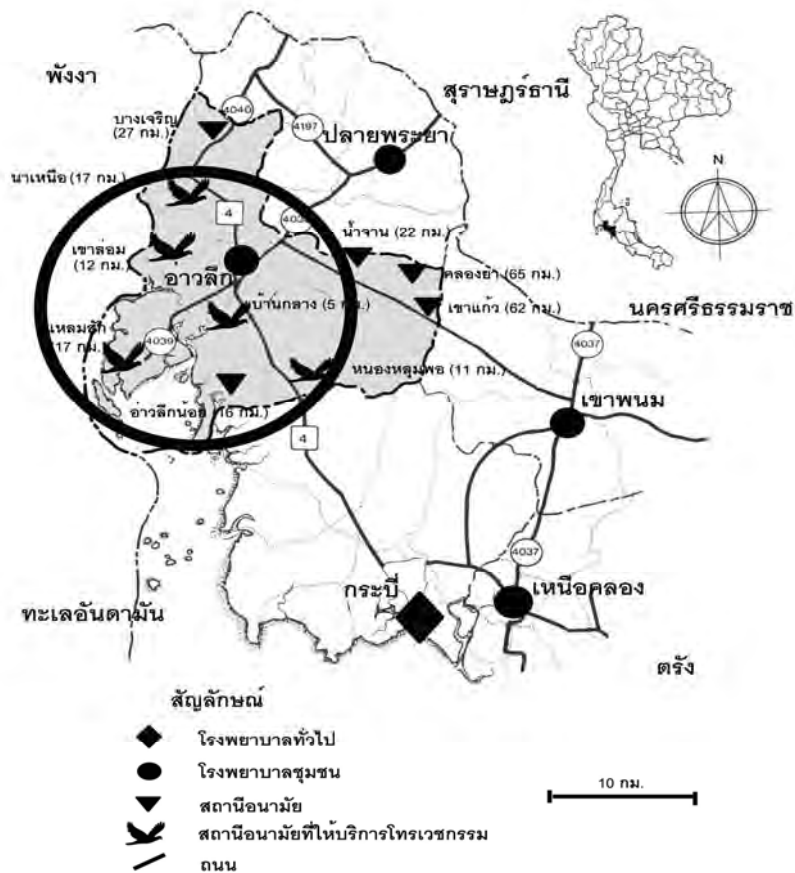 พังงา
สุราษฎร์ธานี
4040
บางเจริญ
(27 กม.)
4197
ปลายพระยา
นาเหนือ (17 กม.)
N
4
น้ำจาน (22 กม.)
เขาล่อม
(12 กม.)
อ่าวลึก
คลองยา (65 กม.)
บ้านกลาง (5 กม.)
เขาแก้ว (62 กม.)
นครศรีธรรมราช
แหลมสัก
17 กม.)
4039
4037
หนองหลุมพอ (11 กม.)
อ่าวลึกน้อย (16 กม.)
เขาพนม
4
4037
กระบี่
เหนือคลอง
ทะเลอันดามัน
ตรัง
สัญลักษณ์
โรงพยาบาลทั่วไป
โรงพยาบาลชุมชน
10 กม.
สถานีอนามัย
สถานีอนามัยที่ให้บริการโทรเวชกรรม
ถนน